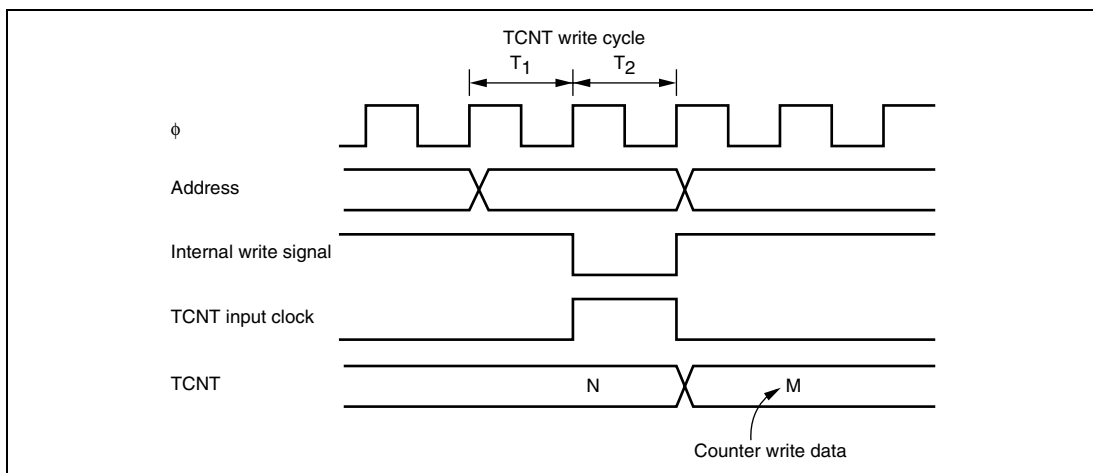 TCNT write cycle
T1 T2
ϕ
Address
Internal write signal
TCNT input clock
TCNT N M
Counter write data